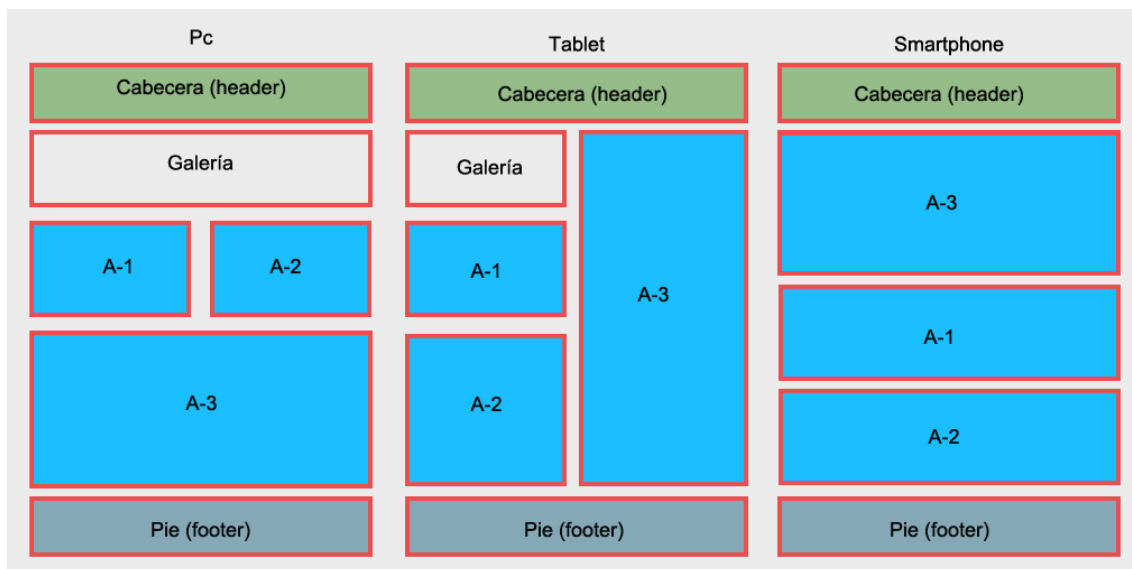 Pc
Cabecera (header)
Galería
A-1
A-2
A-3
Pie (footer)
Tablet
Cabecera (header)
Galería
A-1
A-2
A-3
Pie (footer)
Smartphone
Cabecera (header)
A-3
A-1
A-2
Pie (footer)